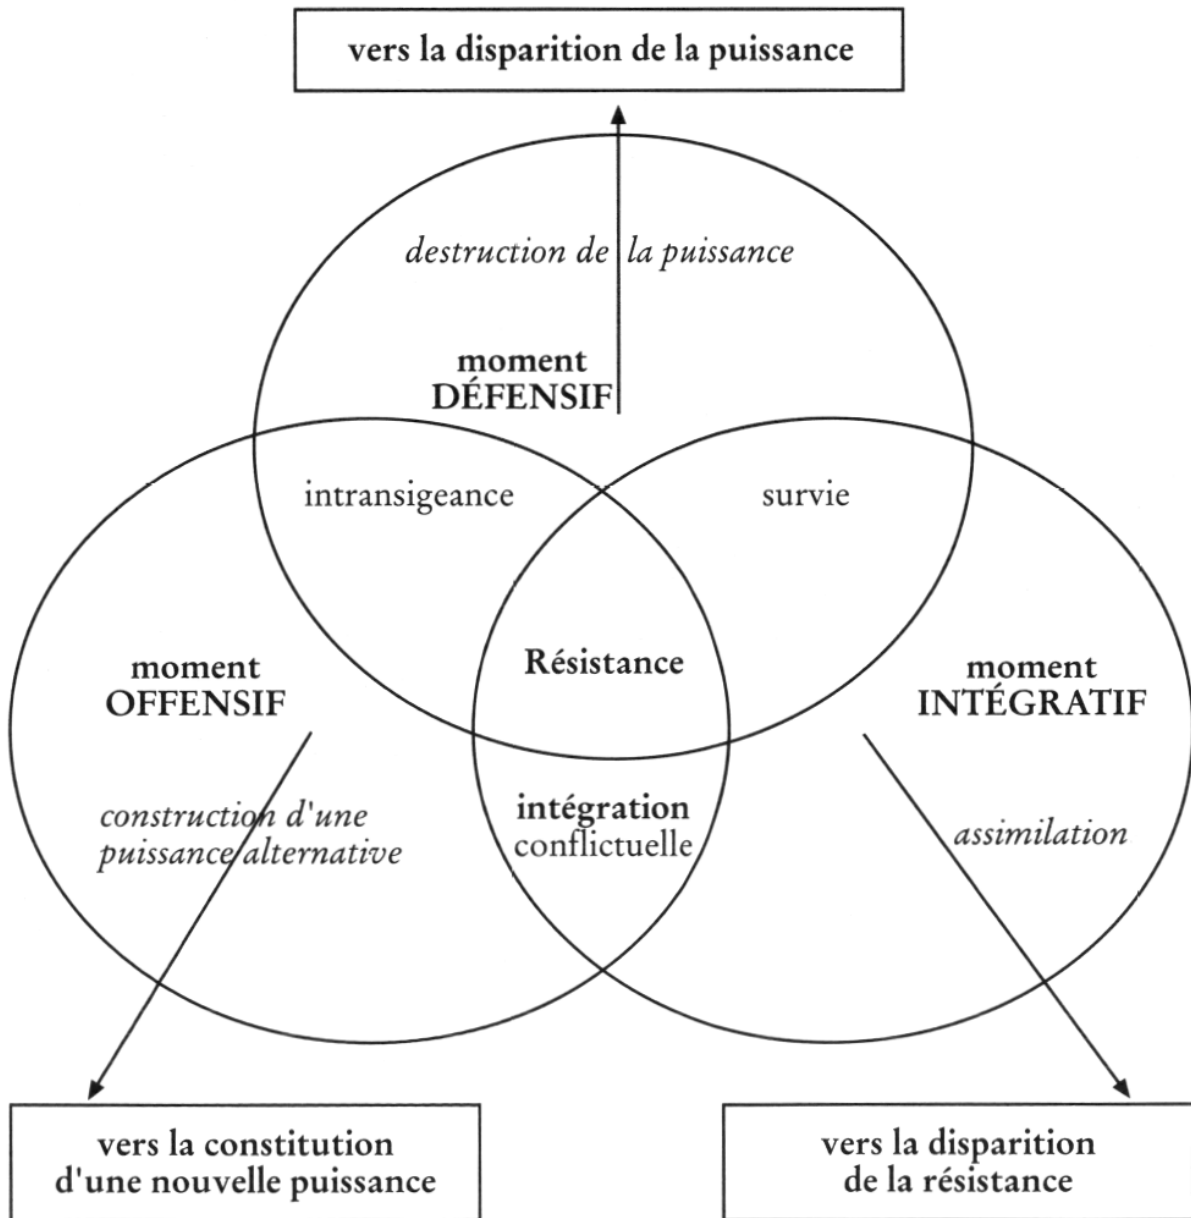 vers la disparition de la puissance
destruction de la puissance
moment
DÉFENSIF
intransigeance
survie
Résistance
moment
OFFENSIF
moment
INTÉGRATIF
construction d'une
puissance alternative
intégration
conflictuelle
assimilation
vers la constitution
d'une nouvelle puissance
vers la disparition
de la résistance